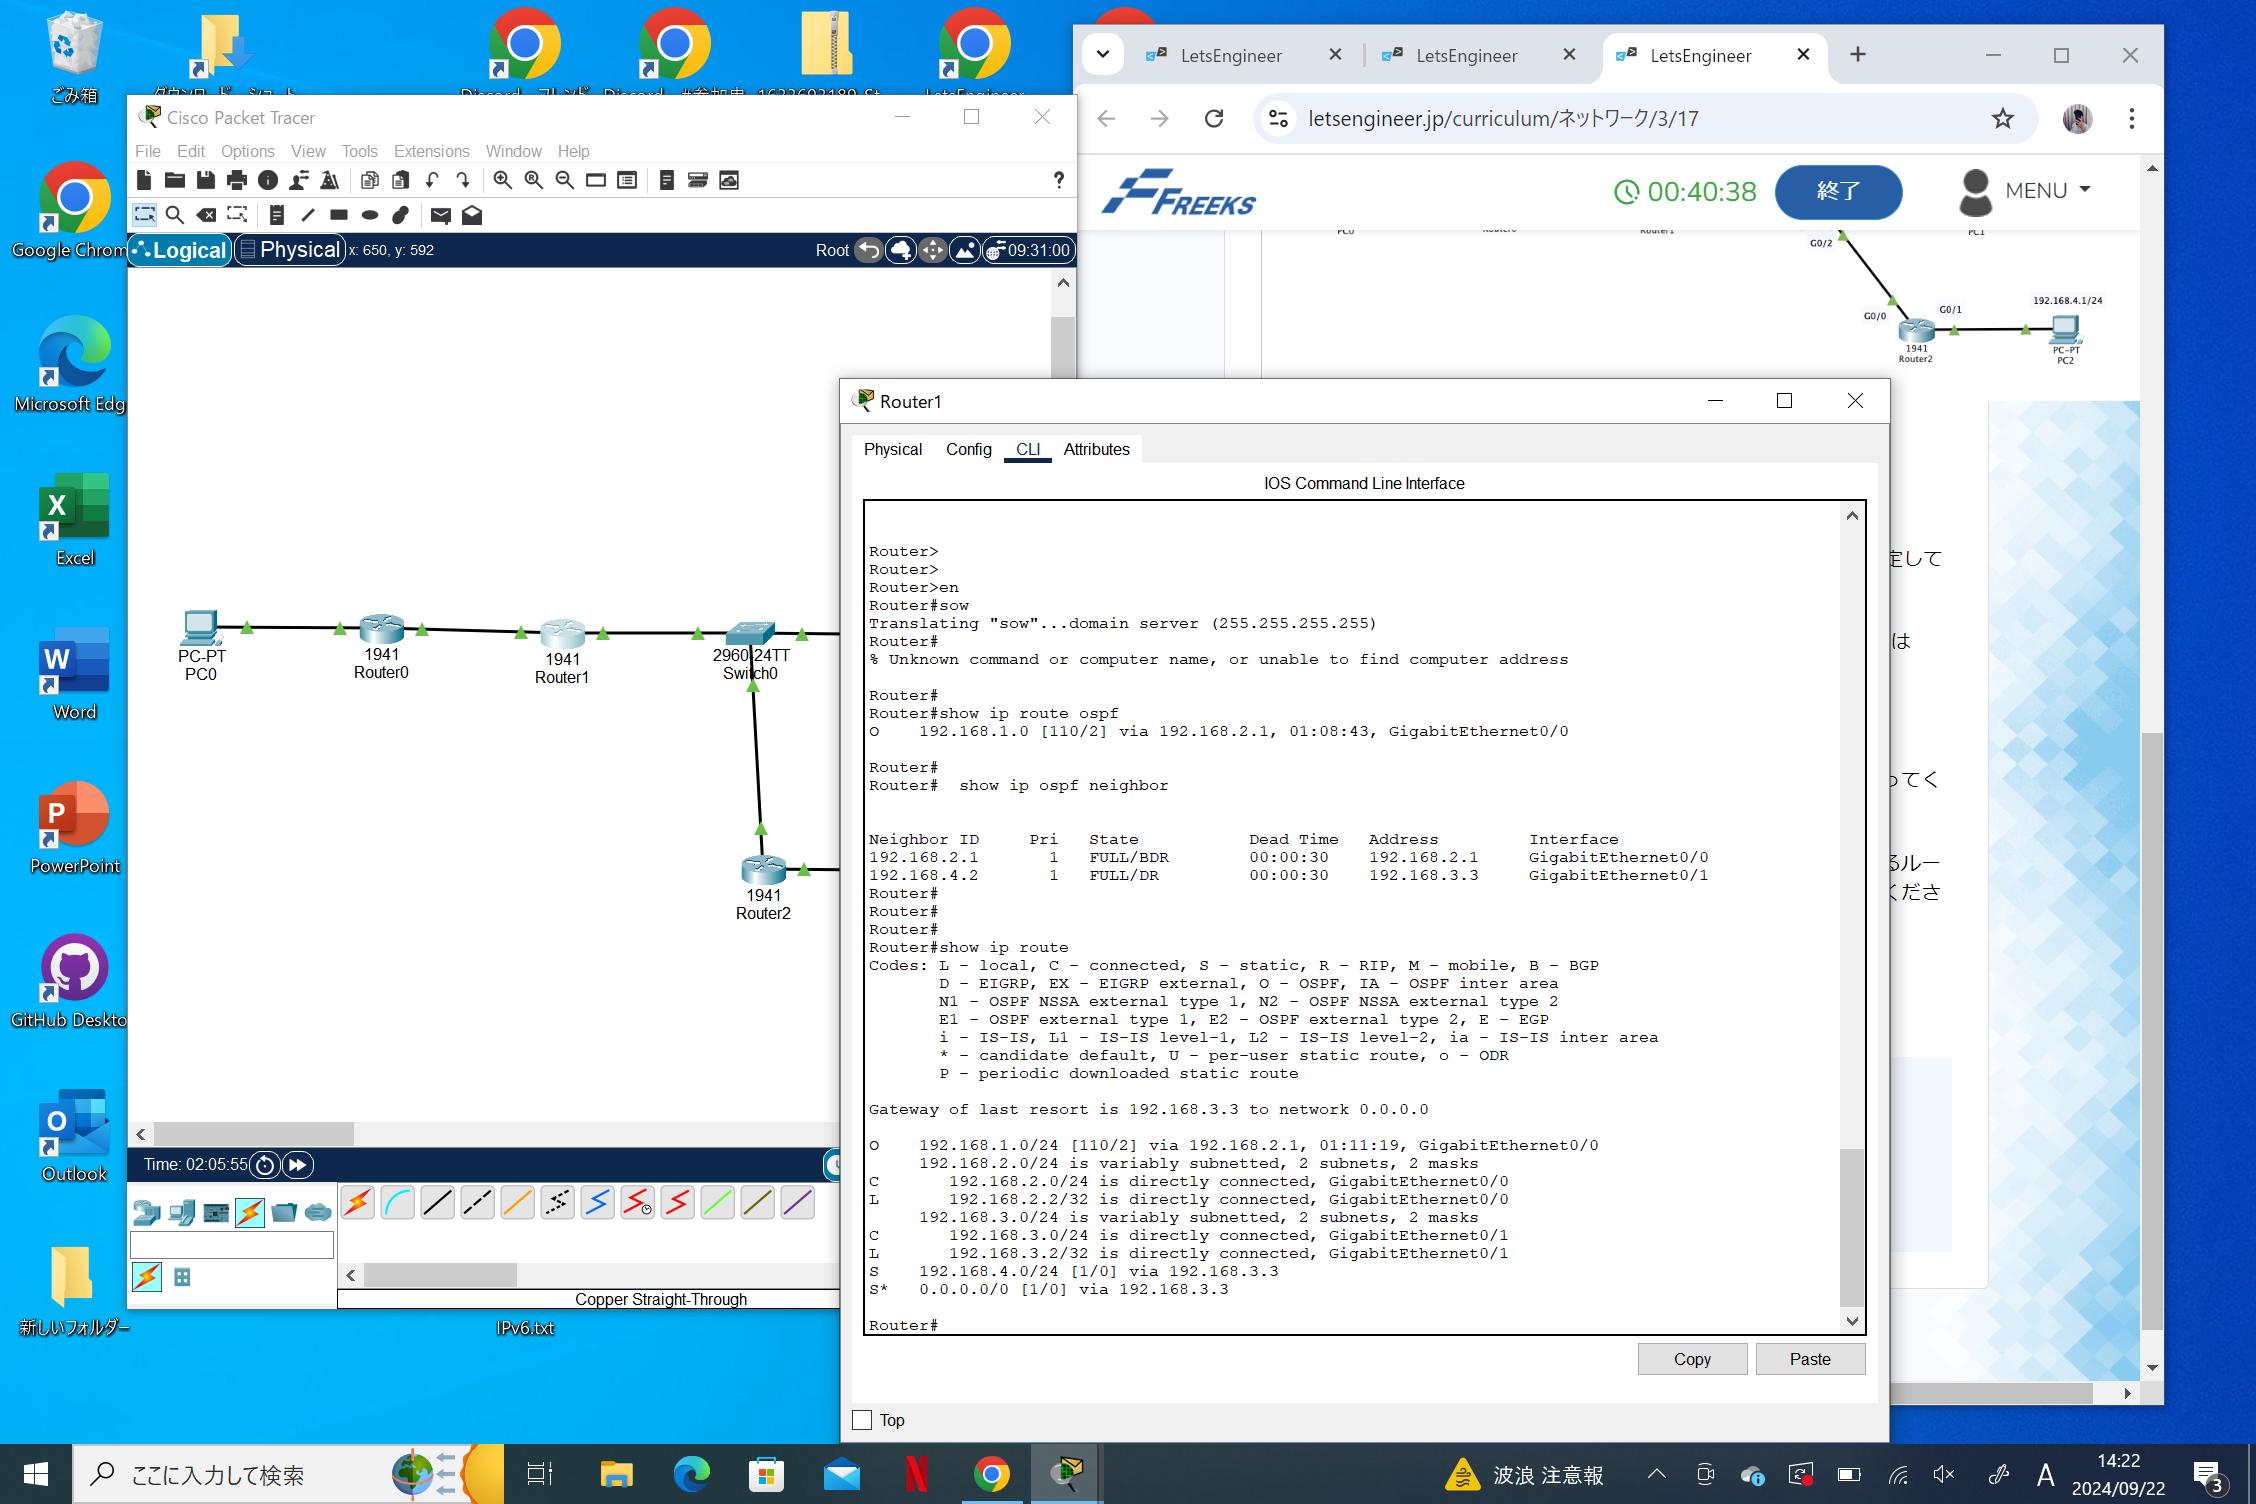 ごみ箱
Google Chrom
Microsoft Edg
Excel
Word
PowerPoint
GitHub Deskto
Outlook
新しいフォルダー
IPv6.txt
Cisco Packet Tracer
File Edit Options View Tools Extensions Window Help
Logical Physical x: 650, y: 592
Root 09:31:00
PC-PT
PC0
1941
Router0
1941
Router1
2960-24TT
Switch0
1941
Router2
Time: 02:05:55
Copper Straight-Through
LetsEngineer
LetsEngineer
LetsEngineer
letsengineer.jp/curriculum/ネットワーク/3/17
FREEKS
00:40:38
終了
MENU
PC0
Router1
PC1
G0/2
G0/0
G0/1
192.168.4.1/24
1941
Router2
PC-PT
PC2
定して
は
ってく
るルー
くださ
Router1
Physical Config CLI Attributes
IOS Command Line Interface
Router>
Router>
Router>en
Router#sow
Translating "sow"...domain server (255.255.255.255)
Router#
% Unknown command or computer name, or unable to find computer address
Router#
Router#show ip route ospf
O    192.168.1.0 [110/2] via 192.168.2.1, 01:08:43, GigabitEthernet0/0
Router#
Router#  show ip ospf neighbor
Neighbor ID     Pri   State           Dead Time   Address         Interface
192.168.2.1       1   FULL/BDR        00:00:30    192.168.2.1     GigabitEthernet0/0
192.168.4.2       1   FULL/DR         00:00:30    192.168.3.3     GigabitEthernet0/1
Router#
Router#
Router#
Router#show ip route
Codes: L - local, C - connected, S - static, R - RIP, M - mobile, B - BGP
       D - EIGRP, EX - EIGRP external, O - OSPF, IA - OSPF inter area
       N1 - OSPF NSSA external type 1, N2 - OSPF NSSA external type 2
       E1 - OSPF external type 1, E2 - OSPF external type 2, E - EGP
       i - IS-IS, L1 - IS-IS level-1, L2 - IS-IS level-2, ia - IS-IS inter area
       * - candidate default, U - per-user static route, o - ODR
       P - periodic downloaded static route
Gateway of last resort is 192.168.3.3 to network 0.0.0.0
O    192.168.1.0/24 [110/2] via 192.168.2.1, 01:11:19, GigabitEthernet0/0
     192.168.2.0/24 is variably subnetted, 2 subnets, 2 masks
C       192.168.2.0/24 is directly connected, GigabitEthernet0/0
L       192.168.2.2/32 is directly connected, GigabitEthernet0/0
     192.168.3.0/24 is variably subnetted, 2 subnets, 2 masks
C       192.168.3.0/24 is directly connected, GigabitEthernet0/1
L       192.168.3.2/32 is directly connected, GigabitEthernet0/1
S    192.168.4.0/24 [1/0] via 192.168.3.3
S*   0.0.0.0/0 [1/0] via 192.168.3.3
Router#
Copy Paste
Top
ここに入力して検索
波浪 注意報
A
14:22
2024/09/22
3